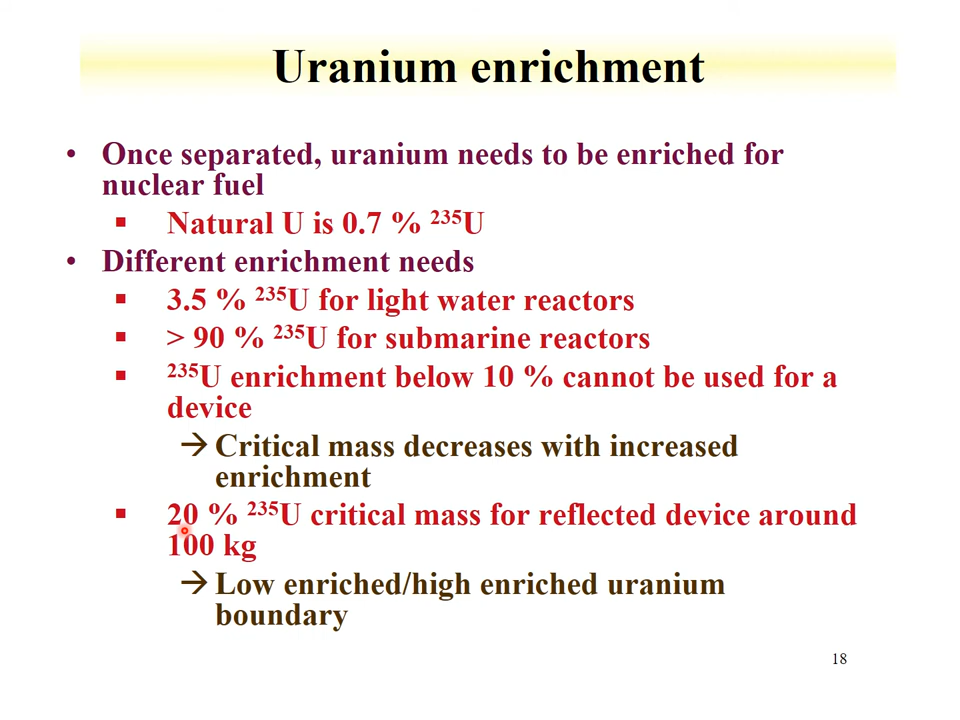 Uranium enrichment
• Once separated, uranium needs to be enriched for
nuclear fuel
▪ Natural U is 0.7 % ²³⁵U
• Different enrichment needs
▪ 3.5 % ²³⁵U for light water reactors
▪ > 90 % ²³⁵U for submarine reactors
▪ ²³⁵U enrichment below 10 % cannot be used for a
device
→ Critical mass decreases with increased
enrichment
▪ 20 % ²³⁵U critical mass for reflected device around
100 kg
→ Low enriched/high enriched uranium
boundary
18